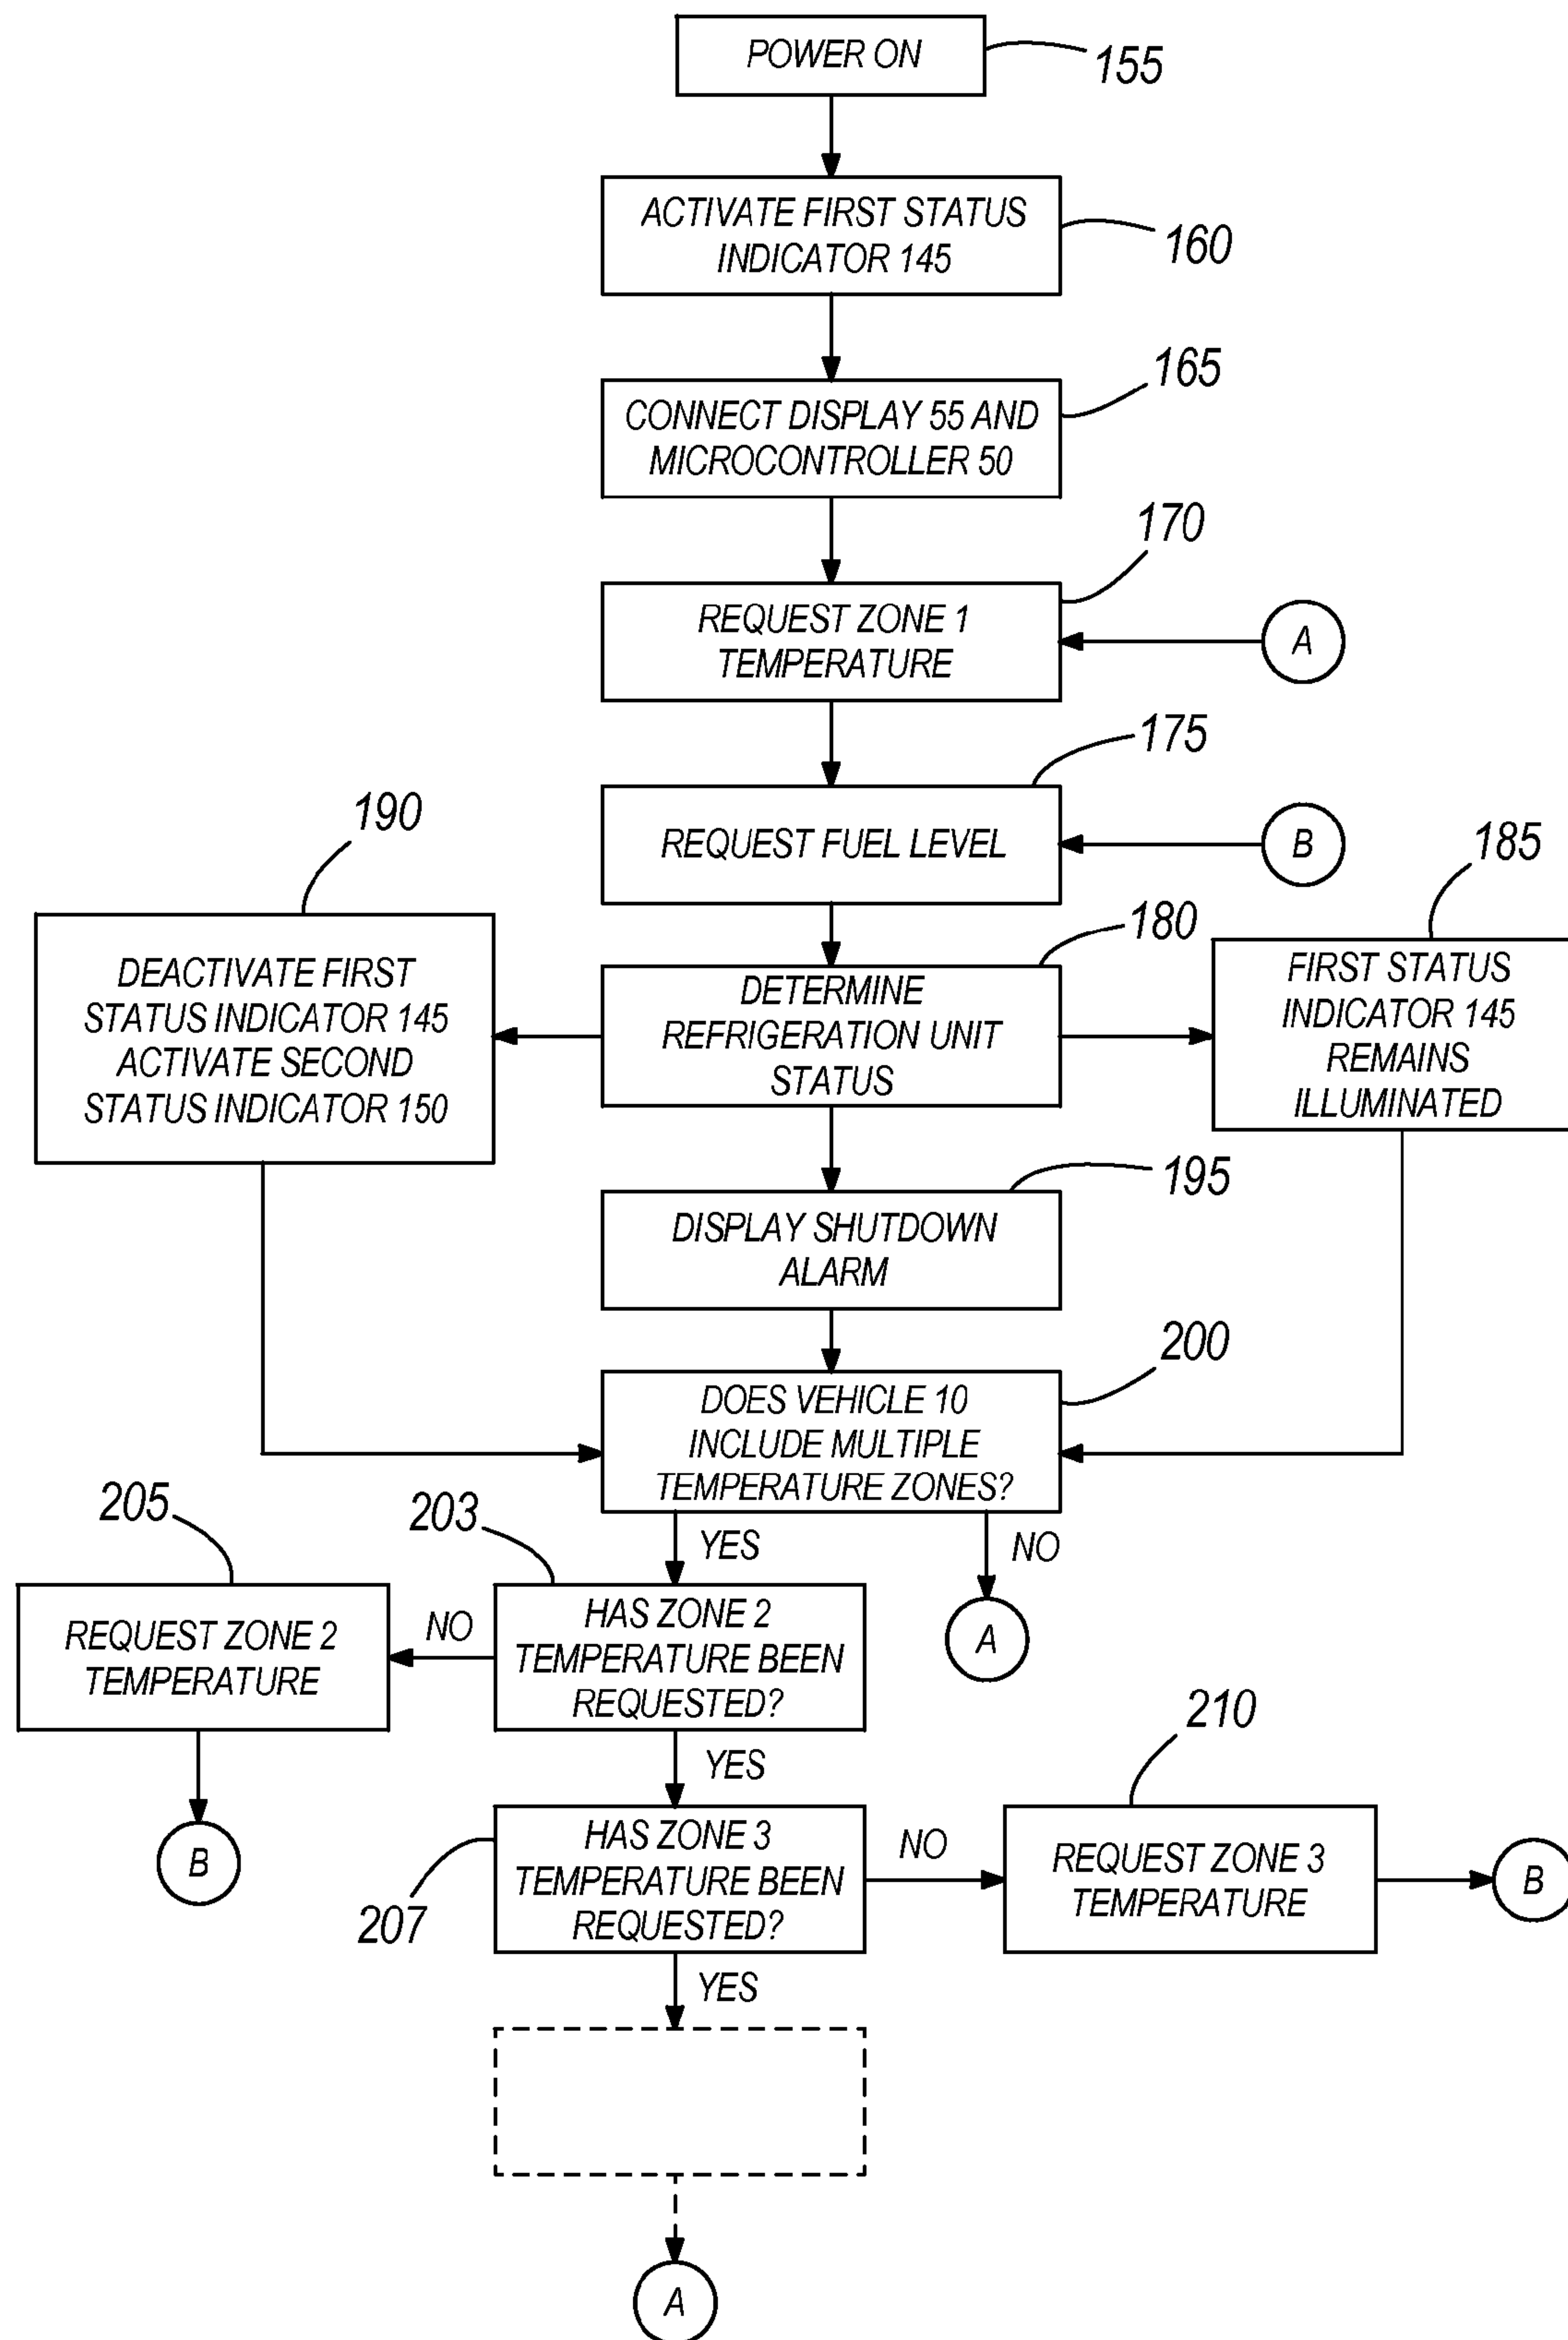 POWER ON
155
ACTIVATE FIRST STATUS
INDICATOR 145
160
165
CONNECT DISPLAY 55 AND
MICROCONTROLLER 50
170
REQUEST ZONE 1
TEMPERATURE
A
175
REQUEST FUEL LEVEL
B
190
185
180
DEACTIVATE FIRST
STATUS INDICATOR 145
ACTIVATE SECOND
STATUS INDICATOR 150
DETERMINE
REFRIGERATION UNIT
STATUS
FIRST STATUS
INDICATOR 145
REMAINS
ILLUMINATED
195
DISPLAY SHUTDOWN
ALARM
200
DOES VEHICLE 10
INCLUDE MULTIPLE
TEMPERATURE ZONES?
205
203
YES
NO
REQUEST ZONE 2
TEMPERATURE
NO
HAS ZONE 2
TEMPERATURE BEEN
REQUESTED?
A
210
YES
B
HAS ZONE 3
TEMPERATURE BEEN
REQUESTED?
207
NO
REQUEST ZONE 3
TEMPERATURE
B
YES
A